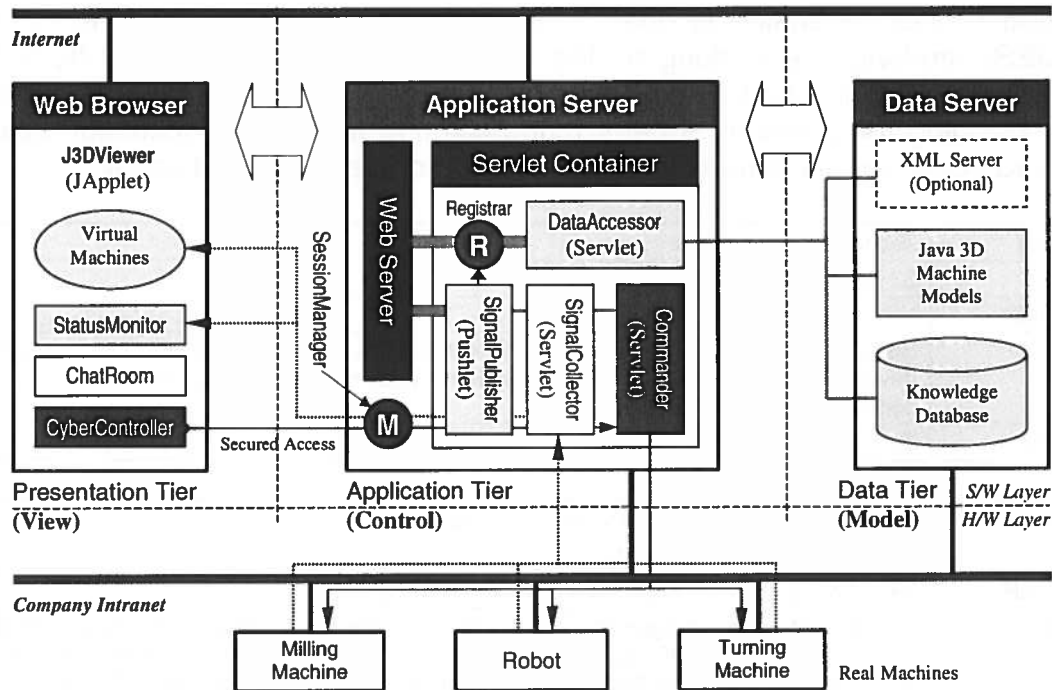 Internet
Web Browser
J3DViewer
(JApplet)
Virtual
Machines
StatusMonitor
ChatRoom
CyberController
Presentation Tier
(View)
SessionManager
Secured Access
Application Server
Web Server
Servlet Container
Registrar
R
DataAccessor
(Servlet)
SignalPublisher
(Pushlet)
SignalCollector
(Servlet)
Commander
(Servlet)
M
Application Tier
(Control)
Data Server
XML Server
(Optional)
Java 3D
Machine
Models
Knowledge
Database
Data Tier
(Model)
S/W Layer
H/W Layer
Company Intranet
Milling
Machine
Robot
Turning
Machine
Real Machines